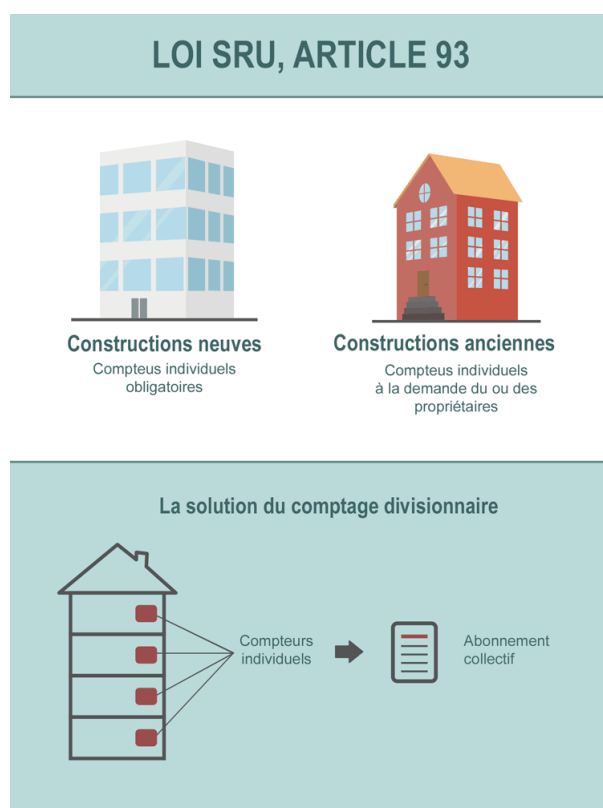 LOI SRU, ARTICLE 93
Constructions neuves
Compteus individuels
obligatoires
Constructions anciennes
Compteus individuels
à la demande du ou des
propriétaires
La solution du comptage divisionnaire
Compteurs
individuels
Abonnement
collectif